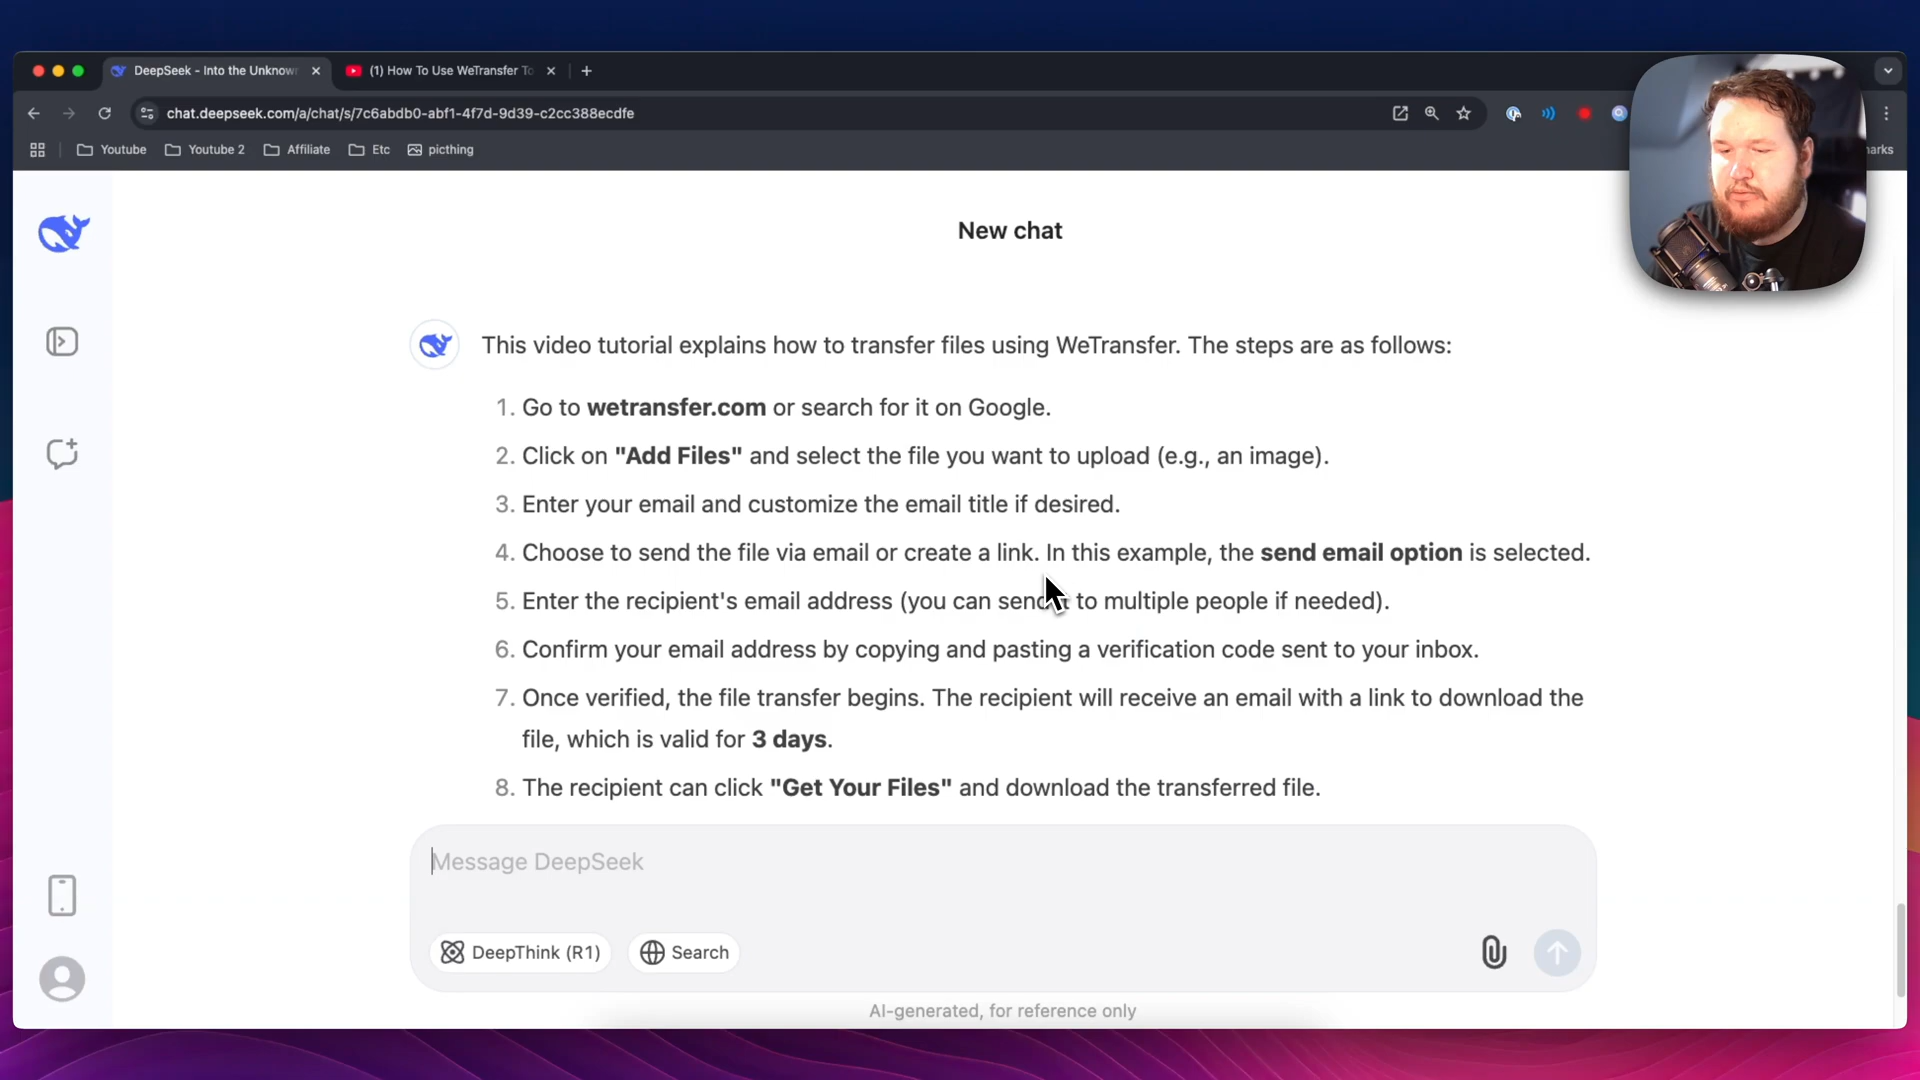 DeepSeek - Into the Unknown
(1) How To Use WeTransfer To
chat.deepseek.com/a/chat/s/7c6abdb0-abf1-4f7d-9d39-c2cc388ecdfe
Youtube
Youtube 2
Affiliate
Etc
picthing
New chat
This video tutorial explains how to transfer files using WeTransfer. The steps are as follows:
1. Go to wetransfer.com or search for it on Google.
2. Click on "Add Files" and select the file you want to upload (e.g., an image).
3. Enter your email and customize the email title if desired.
4. Choose to send the file via email or create a link. In this example, the send email option is selected.
5. Enter the recipient's email address (you can send to multiple people if needed).
6. Confirm your email address by copying and pasting a verification code sent to your inbox.
7. Once verified, the file transfer begins. The recipient will receive an email with a link to download the
file, which is valid for 3 days.
8. The recipient can click "Get Your Files" and download the transferred file.
Message DeepSeek
DeepThink (R1)
Search
AI-generated, for reference only